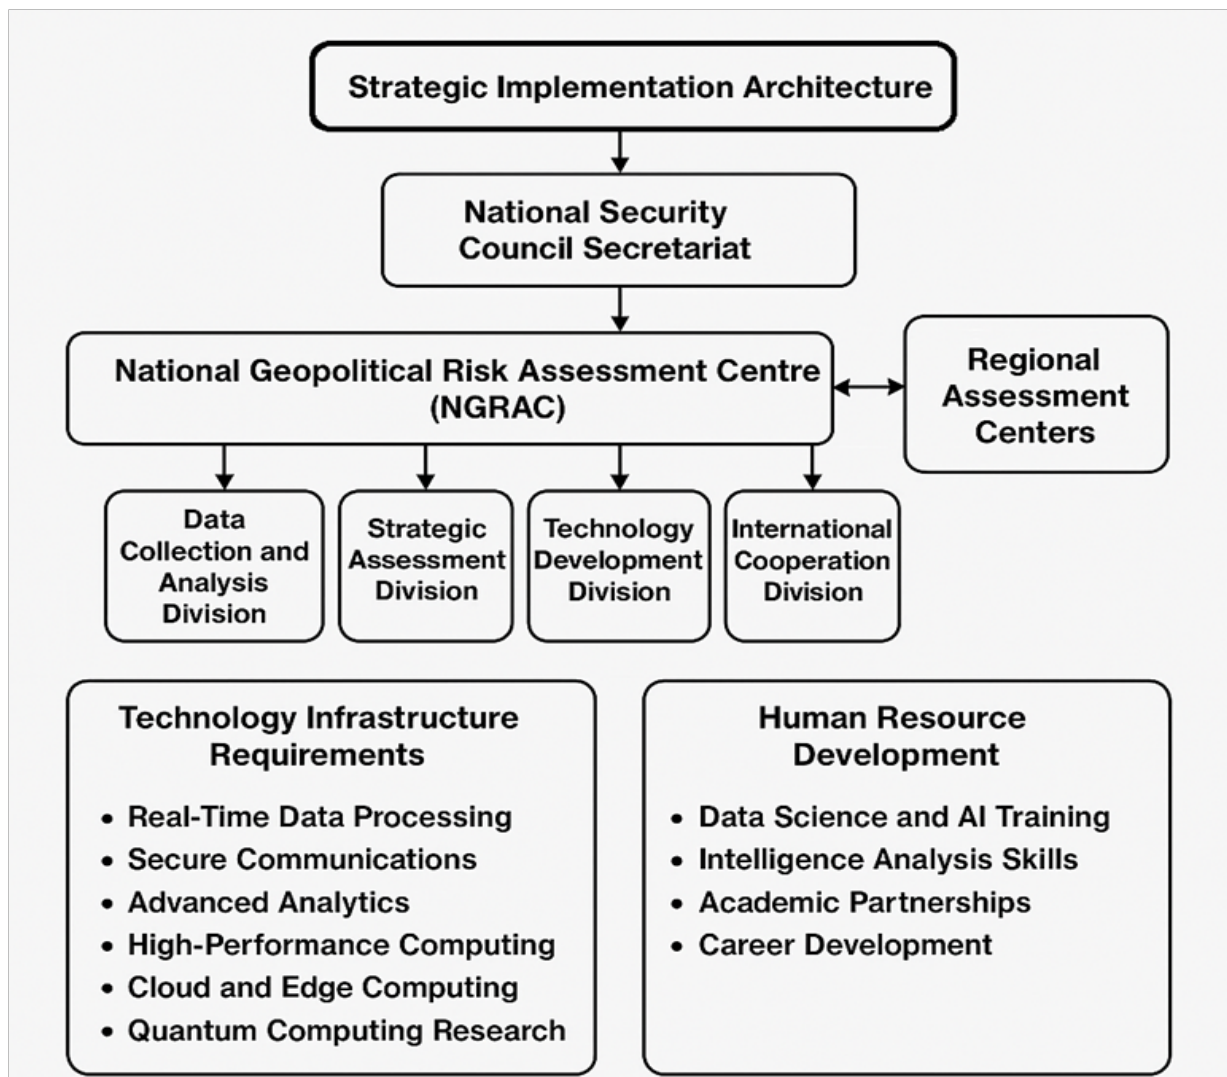 Strategic Implementation Architecture
National Security
Council Secretariat
National Geopolitical Risk Assessment Centre
(NGRAC)
Regional
Assessment
Centers
Data
Collection and
Analysis
Division
Strategic
Assessment
Division
Technology
Development
Division
International
Cooperation
Division
Technology Infrastructure
Requirements
• Real-Time Data Processing
• Secure Communications
• Advanced Analytics
• High-Performance Computing
• Cloud and Edge Computing
• Quantum Computing Research
Human Resource
Development
• Data Science and AI Training
• Intelligence Analysis Skills
• Academic Partnerships
• Career Development